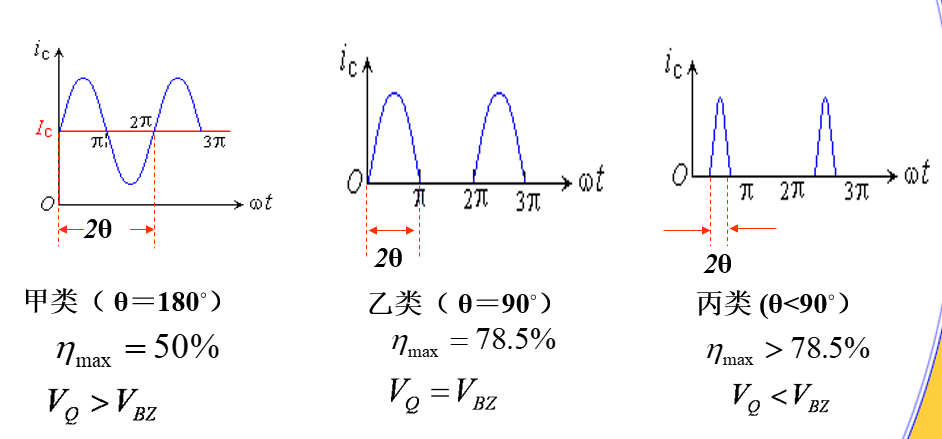 i_C
I_C
π
2π
3π
O
ωt
2θ
甲类（ θ＝180°）
η_max = 50%
V_Q > V_BZ
i_C
O
π
2π
3π
ωt
2θ
乙类（ θ＝90°）
η_max = 78.5%
V_Q = V_BZ
i_C
O
π
2π
3π
ωt
2θ
丙类 (θ<90°）
η_max > 78.5%
V_Q < V_BZ